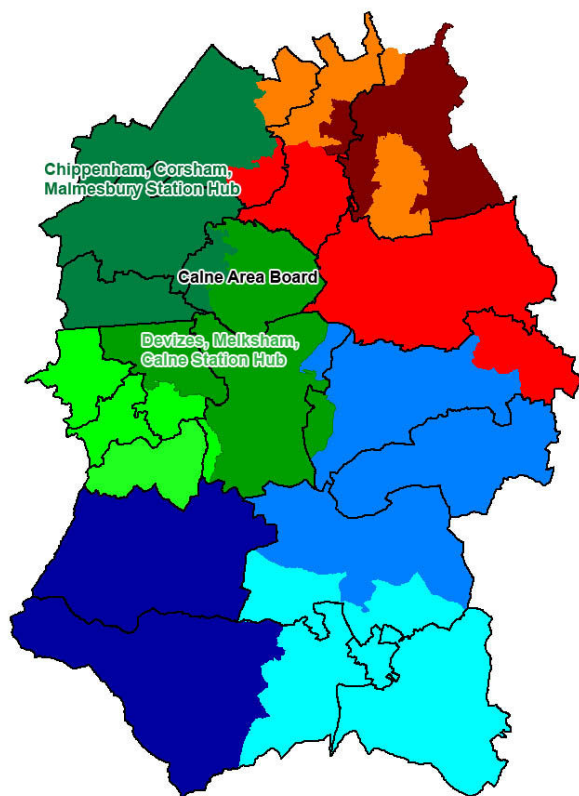 Chippenham, Corsham,
Malmesbury Station Hub
Calne Area Board
Devizes, Melksham,
Calne Station Hub